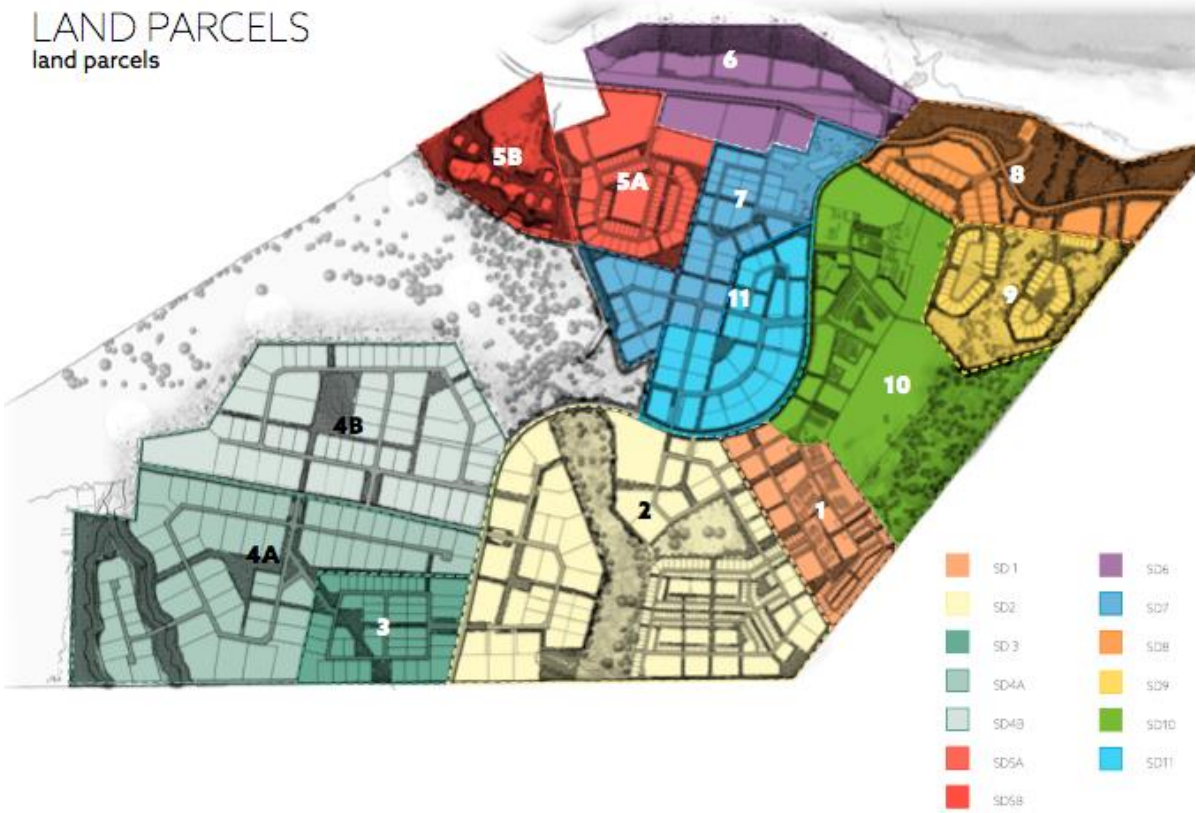 LAND PARCELS
land parcels
6
5B
5A
8
7
9
11
10
4B
2
1
4A
3
SD 1
SD2
SD 3
SD4A
SD4B
SD5A
SD5B
SD6
SD7
SD8
SD9
SD10
SD11